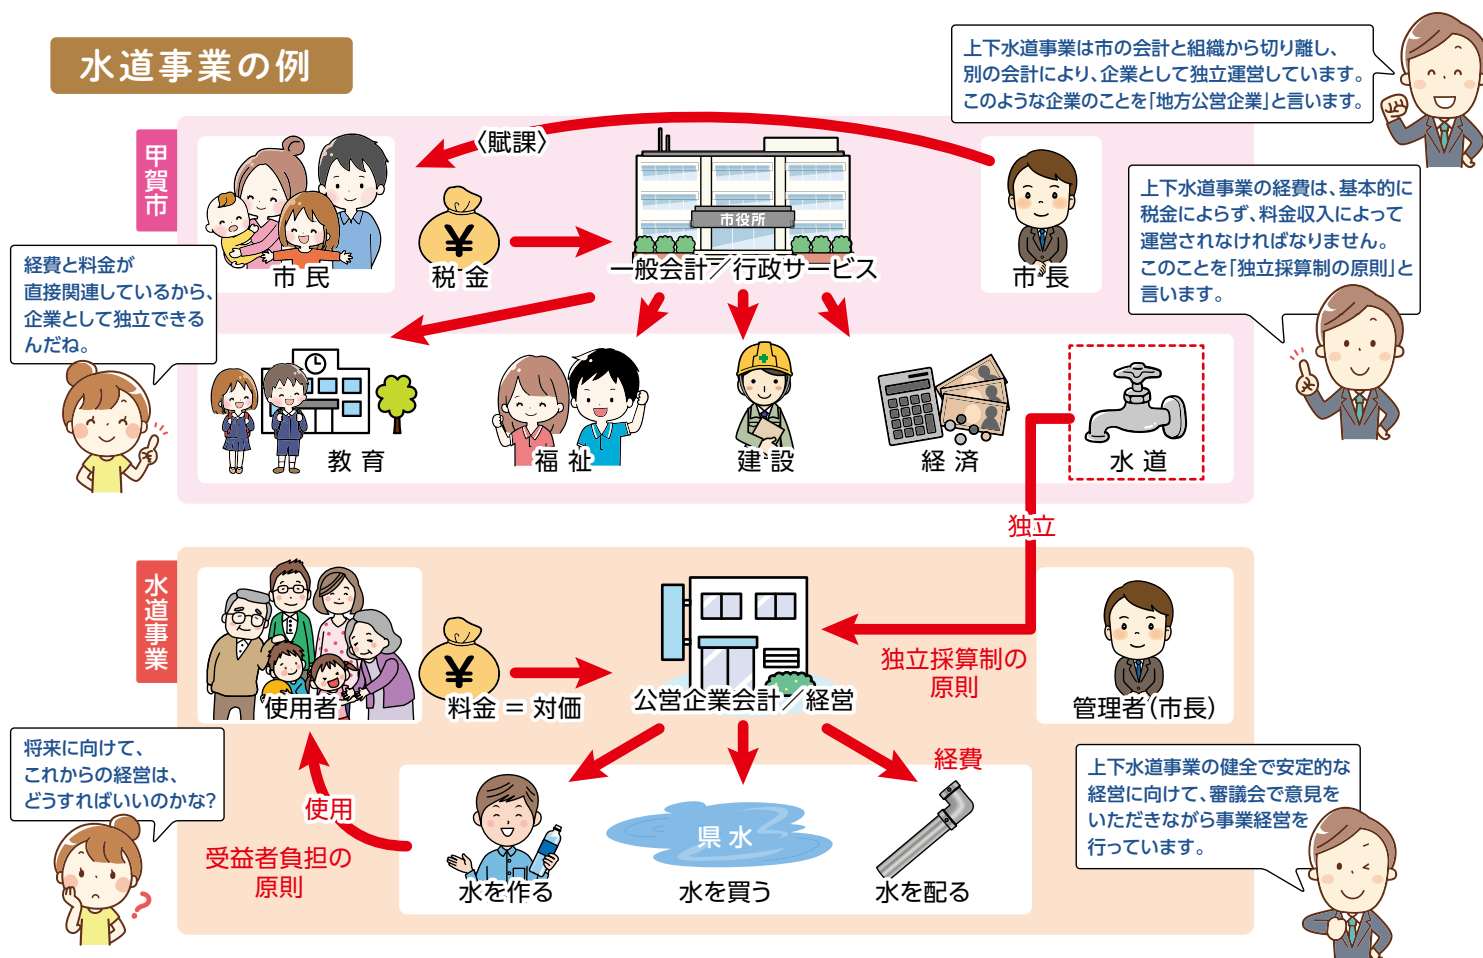 水道事業の例
上下水道事業は市の会計と組織から切り離し、
別の会計により、企業として独立運営しています。
このような企業のことを「地方公営企業」と言います。
甲賀市
〈賦課〉
市役所
市民
¥
税金
一般会計／行政サービス
市長
上下水道事業の経費は、基本的に
税金によらず、料金収入によって
運営されなければなりません。
このことを「独立採算制の原則」と
言います。
経費と料金が
直接関連しているから、
企業として独立できる
んだね。
教育
福祉
建設
経済
水道
独立
水道事業
使用者
¥
料金 = 対価
公営企業会計／経営
独立採算制の
原則
管理者(市長)
将来に向けて、
これからの経営は、
どうすればいいのかな?
使用
受益者負担の
原則
経費
水を作る
県水
水を買う
水を配る
上下水道事業の健全で安定的な
経営に向けて、審議会で意見を
いただきながら事業経営を
行っています。